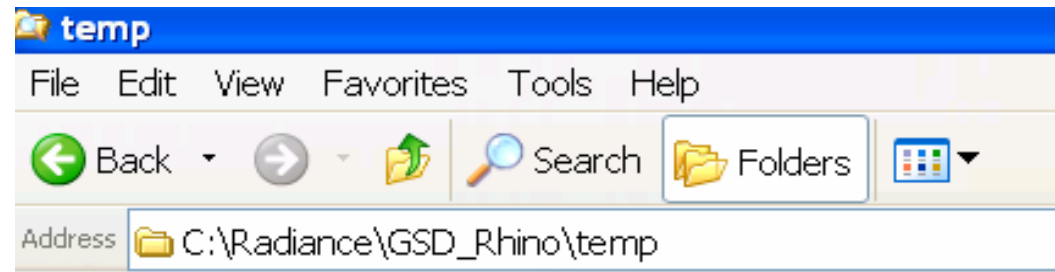 temp
File Edit View Favorites Tools Help
Back Search Folders
Address C:\Radiance\GSD_Rhino\temp